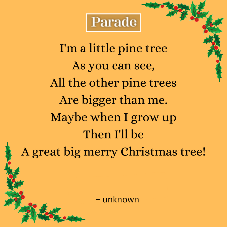 Parade
I'm a little pine tree
As you can see,
All the other pine trees
Are bigger than me.
Maybe when I grow up
Then I'll be
A great big merry Christmas tree!
– unknown